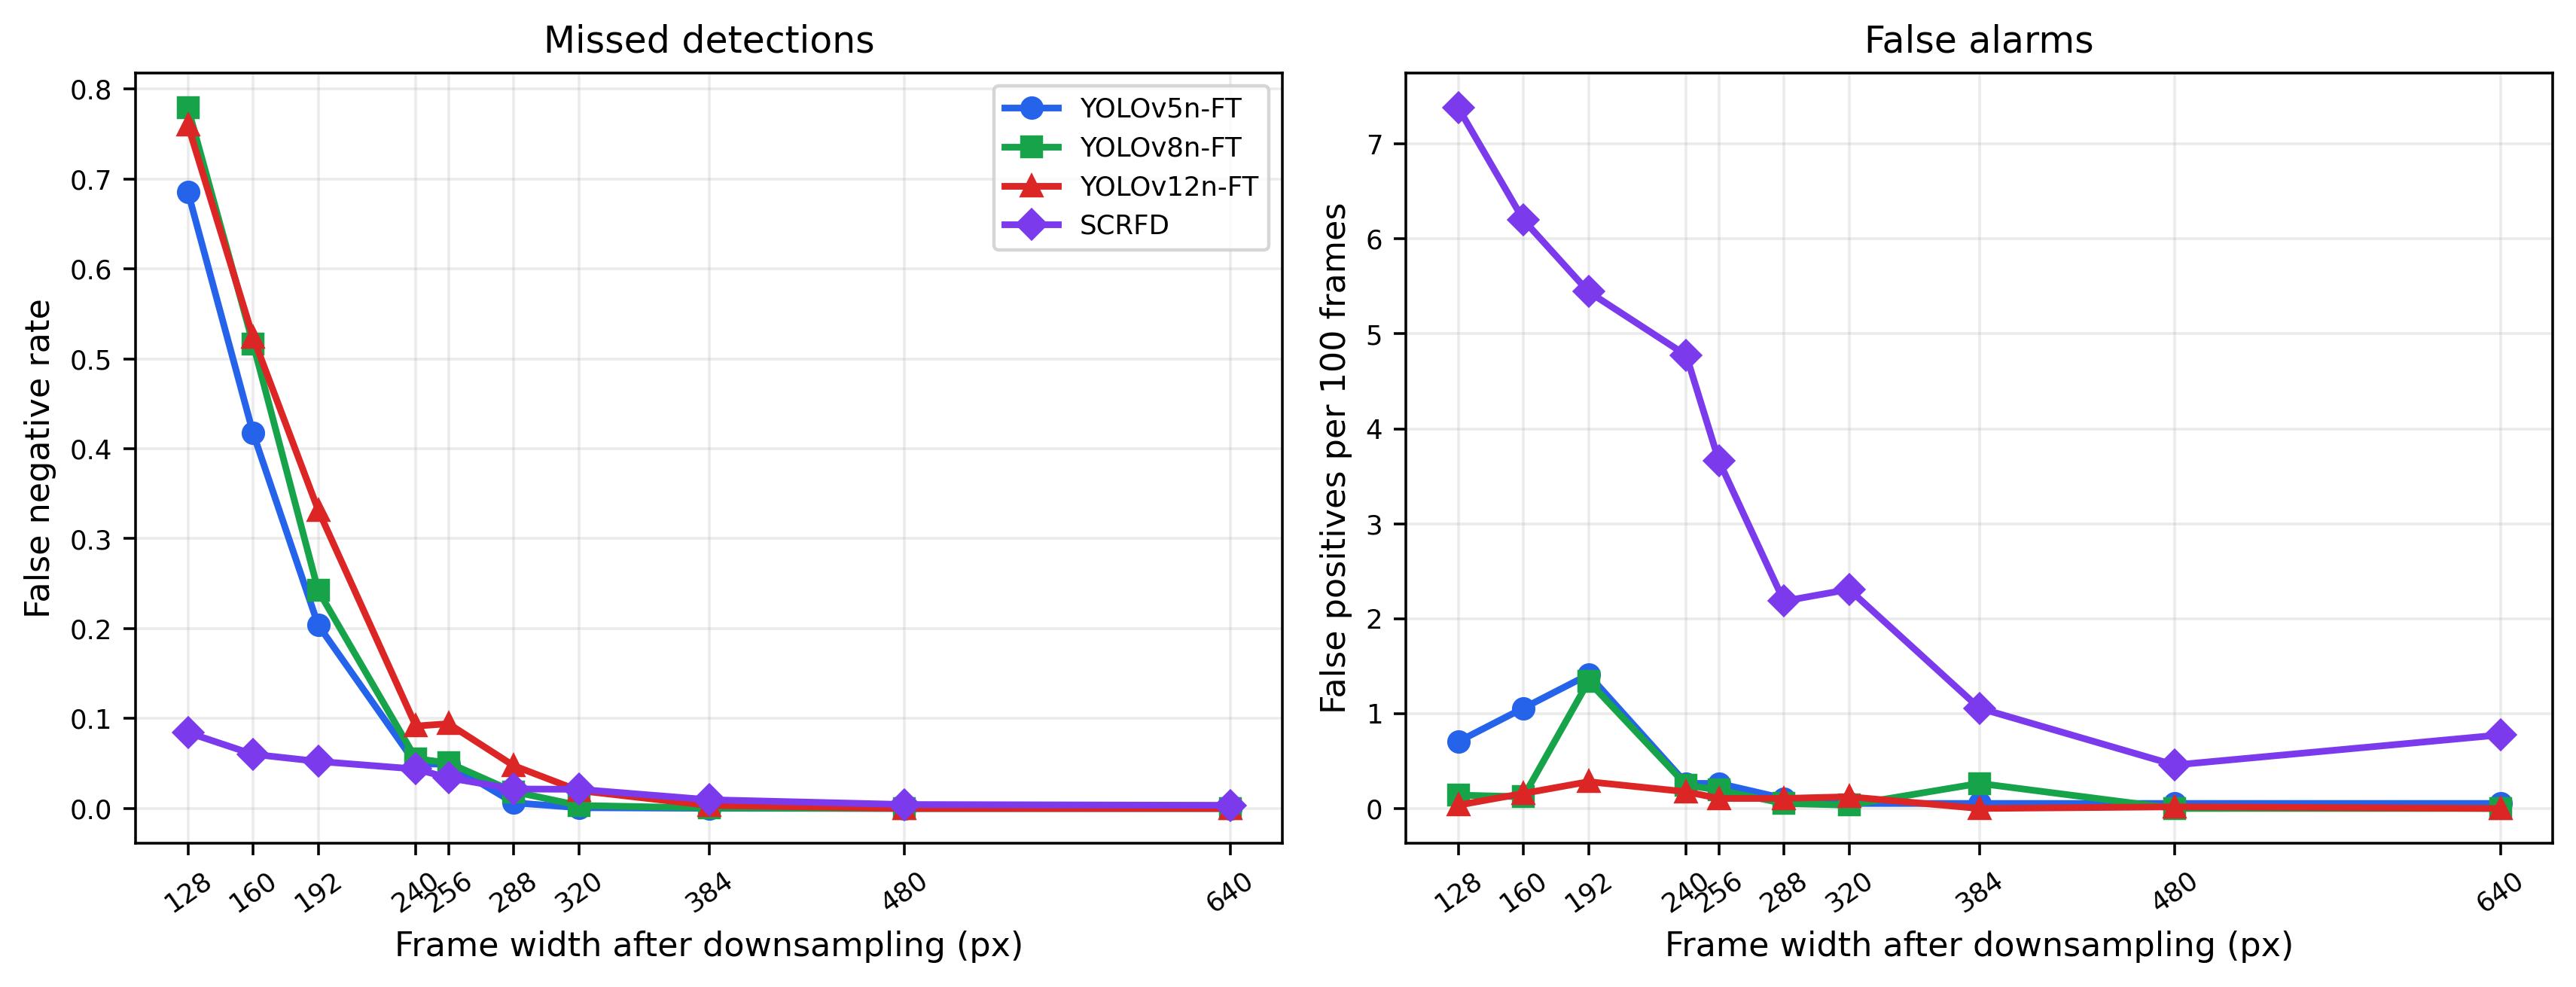 Missed detections
False negative rate
0.8
0.7
0.6
0.5
0.4
0.3
0.2
0.1
0.0
YOLOv5n-FT
YOLOv8n-FT
YOLOv12n-FT
SCRFD
128 160 192 240 256 288 320 384 480 640
Frame width after downsampling (px)
False alarms
False positives per 100 frames
7
6
5
4
3
2
1
0
128 160 192 240 256 288 320 384 480 640
Frame width after downsampling (px)